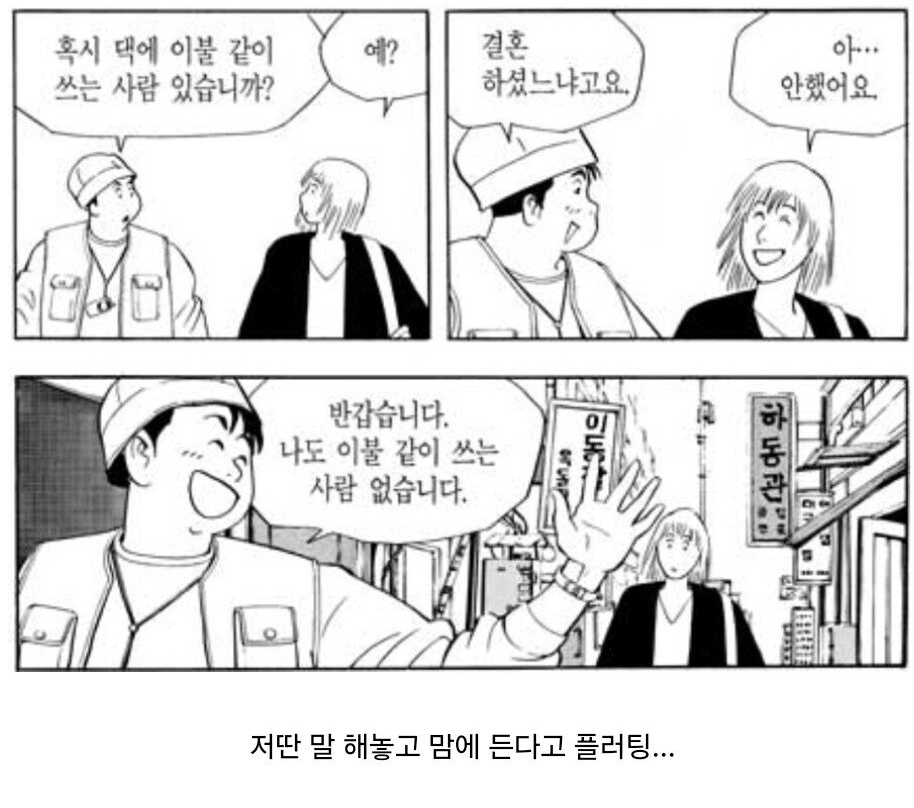 혹시 댁에 이불 같이
쓰는 사람 있습니까?
예?
결혼
하셨느냐고요.
아…
안했어요.
반갑습니다.
나도 이불 같이 쓰는
사람 없습니다.
이동
하동관
저딴 말 해놓고 맘에 든다고 플러팅...